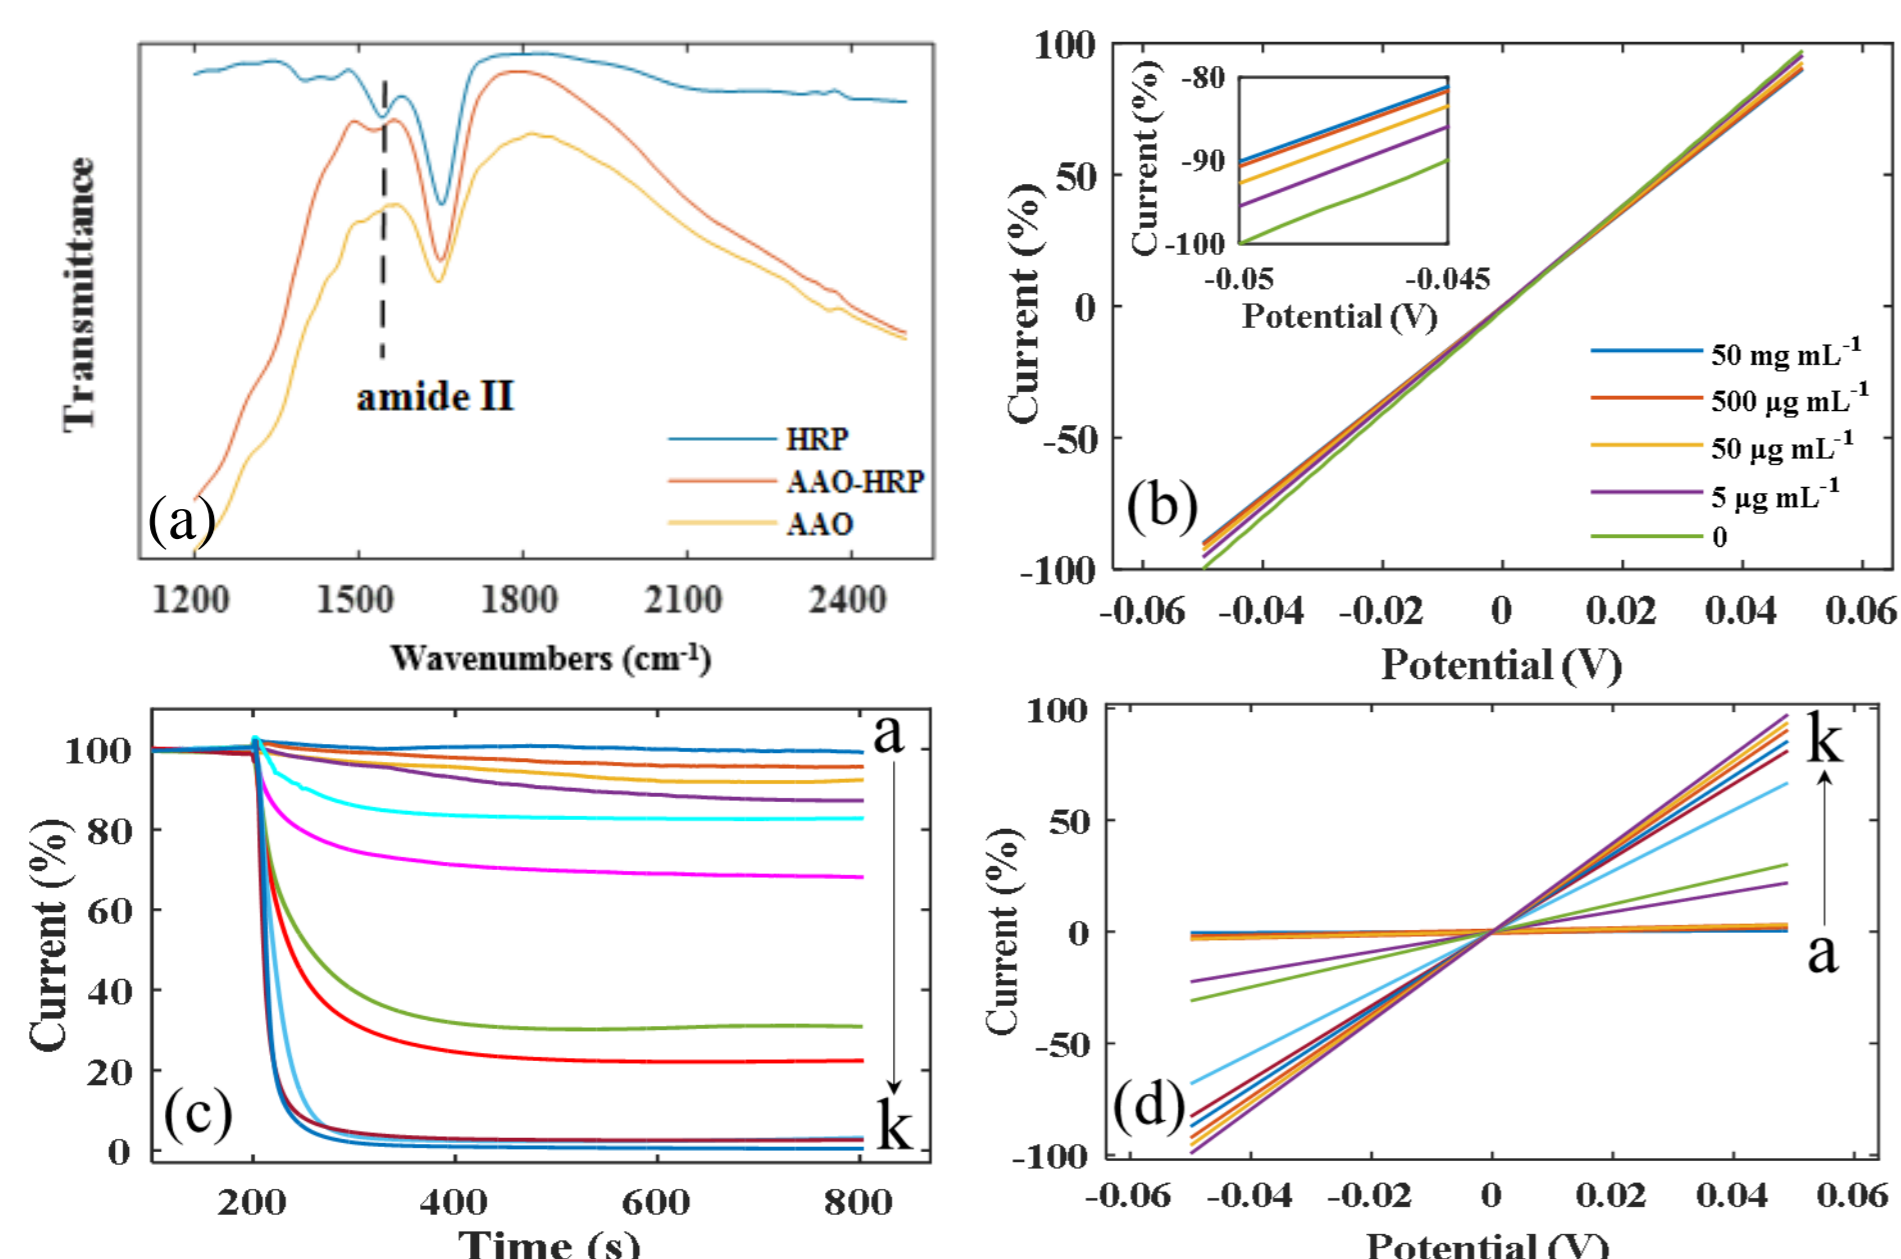 Transmittance
amide II
HRP
AAO-HRP
AAO
(a)
1200 1500 1800 2100 2400
Wavenumbers (cm⁻¹)
Current (%)
100
50
0
-50
-100
Current (%)
-80
-90
-100
-0.05 -0.045
Potential (V)
50 mg mL⁻¹
500 µg mL⁻¹
50 µg mL⁻¹
5 µg mL⁻¹
0
(b)
-0.06 -0.04 -0.02 0 0.02 0.04 0.06
Potential (V)
Current (%)
100
80
60
40
20
0
a
k
(c)
200 400 600 800
Time (s)
Current (%)
100
50
0
-50
-100
k
a
(d)
-0.06 -0.04 -0.02 0 0.02 0.04 0.06
Potential (V)